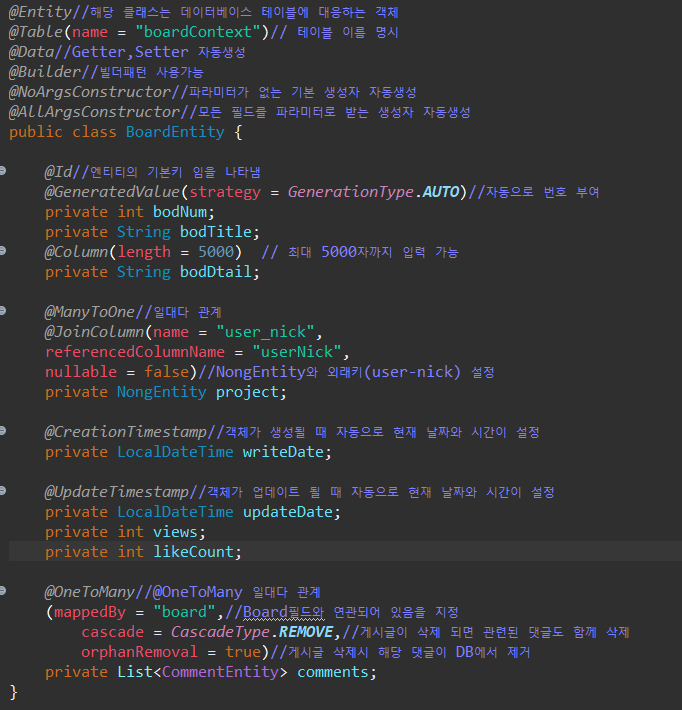 @Entity//해당 클래스는 데이터베이스 테이블에 대응하는 객체
@Table(name = "boardContext")// 테이블 이름 명시
@Data//Getter,Setter 자동생성
@Builder//빌더패턴 사용가능
@NoArgsConstructor//파라미터가 없는 기본 생성자 자동생성
@AllArgsConstructor//모든 필드를 파라미터로 받는 생성자 자동생성
public class BoardEntity {
@Id//엔티티의 기본키 임을 나타냄
@GeneratedValue(strategy = GenerationType.AUTO)//자동으로 번호 부여
private int bodNum;
private String bodTitle;
@Column(length = 5000)  // 최대 5000자까지 입력 가능
private String bodDtail;
@ManyToOne//일대다 관계
@JoinColumn(name = "user_nick",
referencedColumnName = "userNick",
nullable = false)//NongEntity와 외래키(user-nick) 설정
private NongEntity project;
@CreationTimestamp//객체가 생성될 때 자동으로 현재 날짜와 시간이 설정
private LocalDateTime writeDate;
@UpdateTimestamp//객체가 업데이트 될 때 자동으로 현재 날짜와 시간이 설정
private LocalDateTime updateDate;
private int views;
private int likeCount;
@OneToMany//@OneToMany 일대다 관계
(mappedBy = "board",//Board필드와 연관되어 있음을 지정
cascade = CascadeType.REMOVE,//게시글이 삭제 되면 관련된 댓글도 함께 삭제
orphanRemoval = true)//게시글 삭제시 해당 댓글이 DB에서 제거
private List<CommentEntity> comments;
}